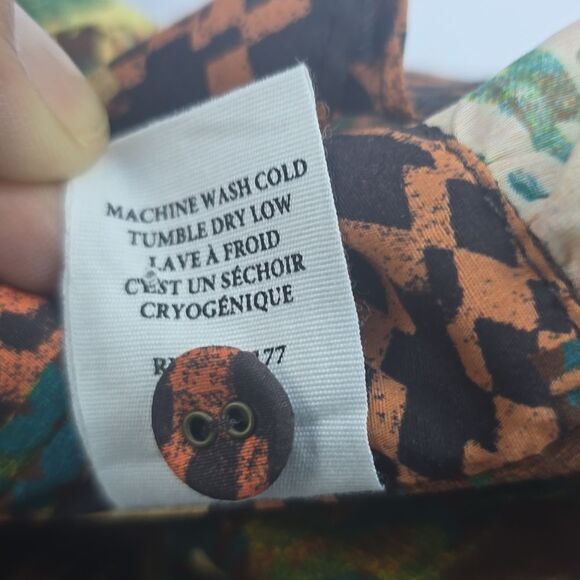 MACHINE WASH COLD
TUMBLE DRY LOW
LAVE À FROID
C'EST UN SÉCHOIR
CRYOGÉNIQUE